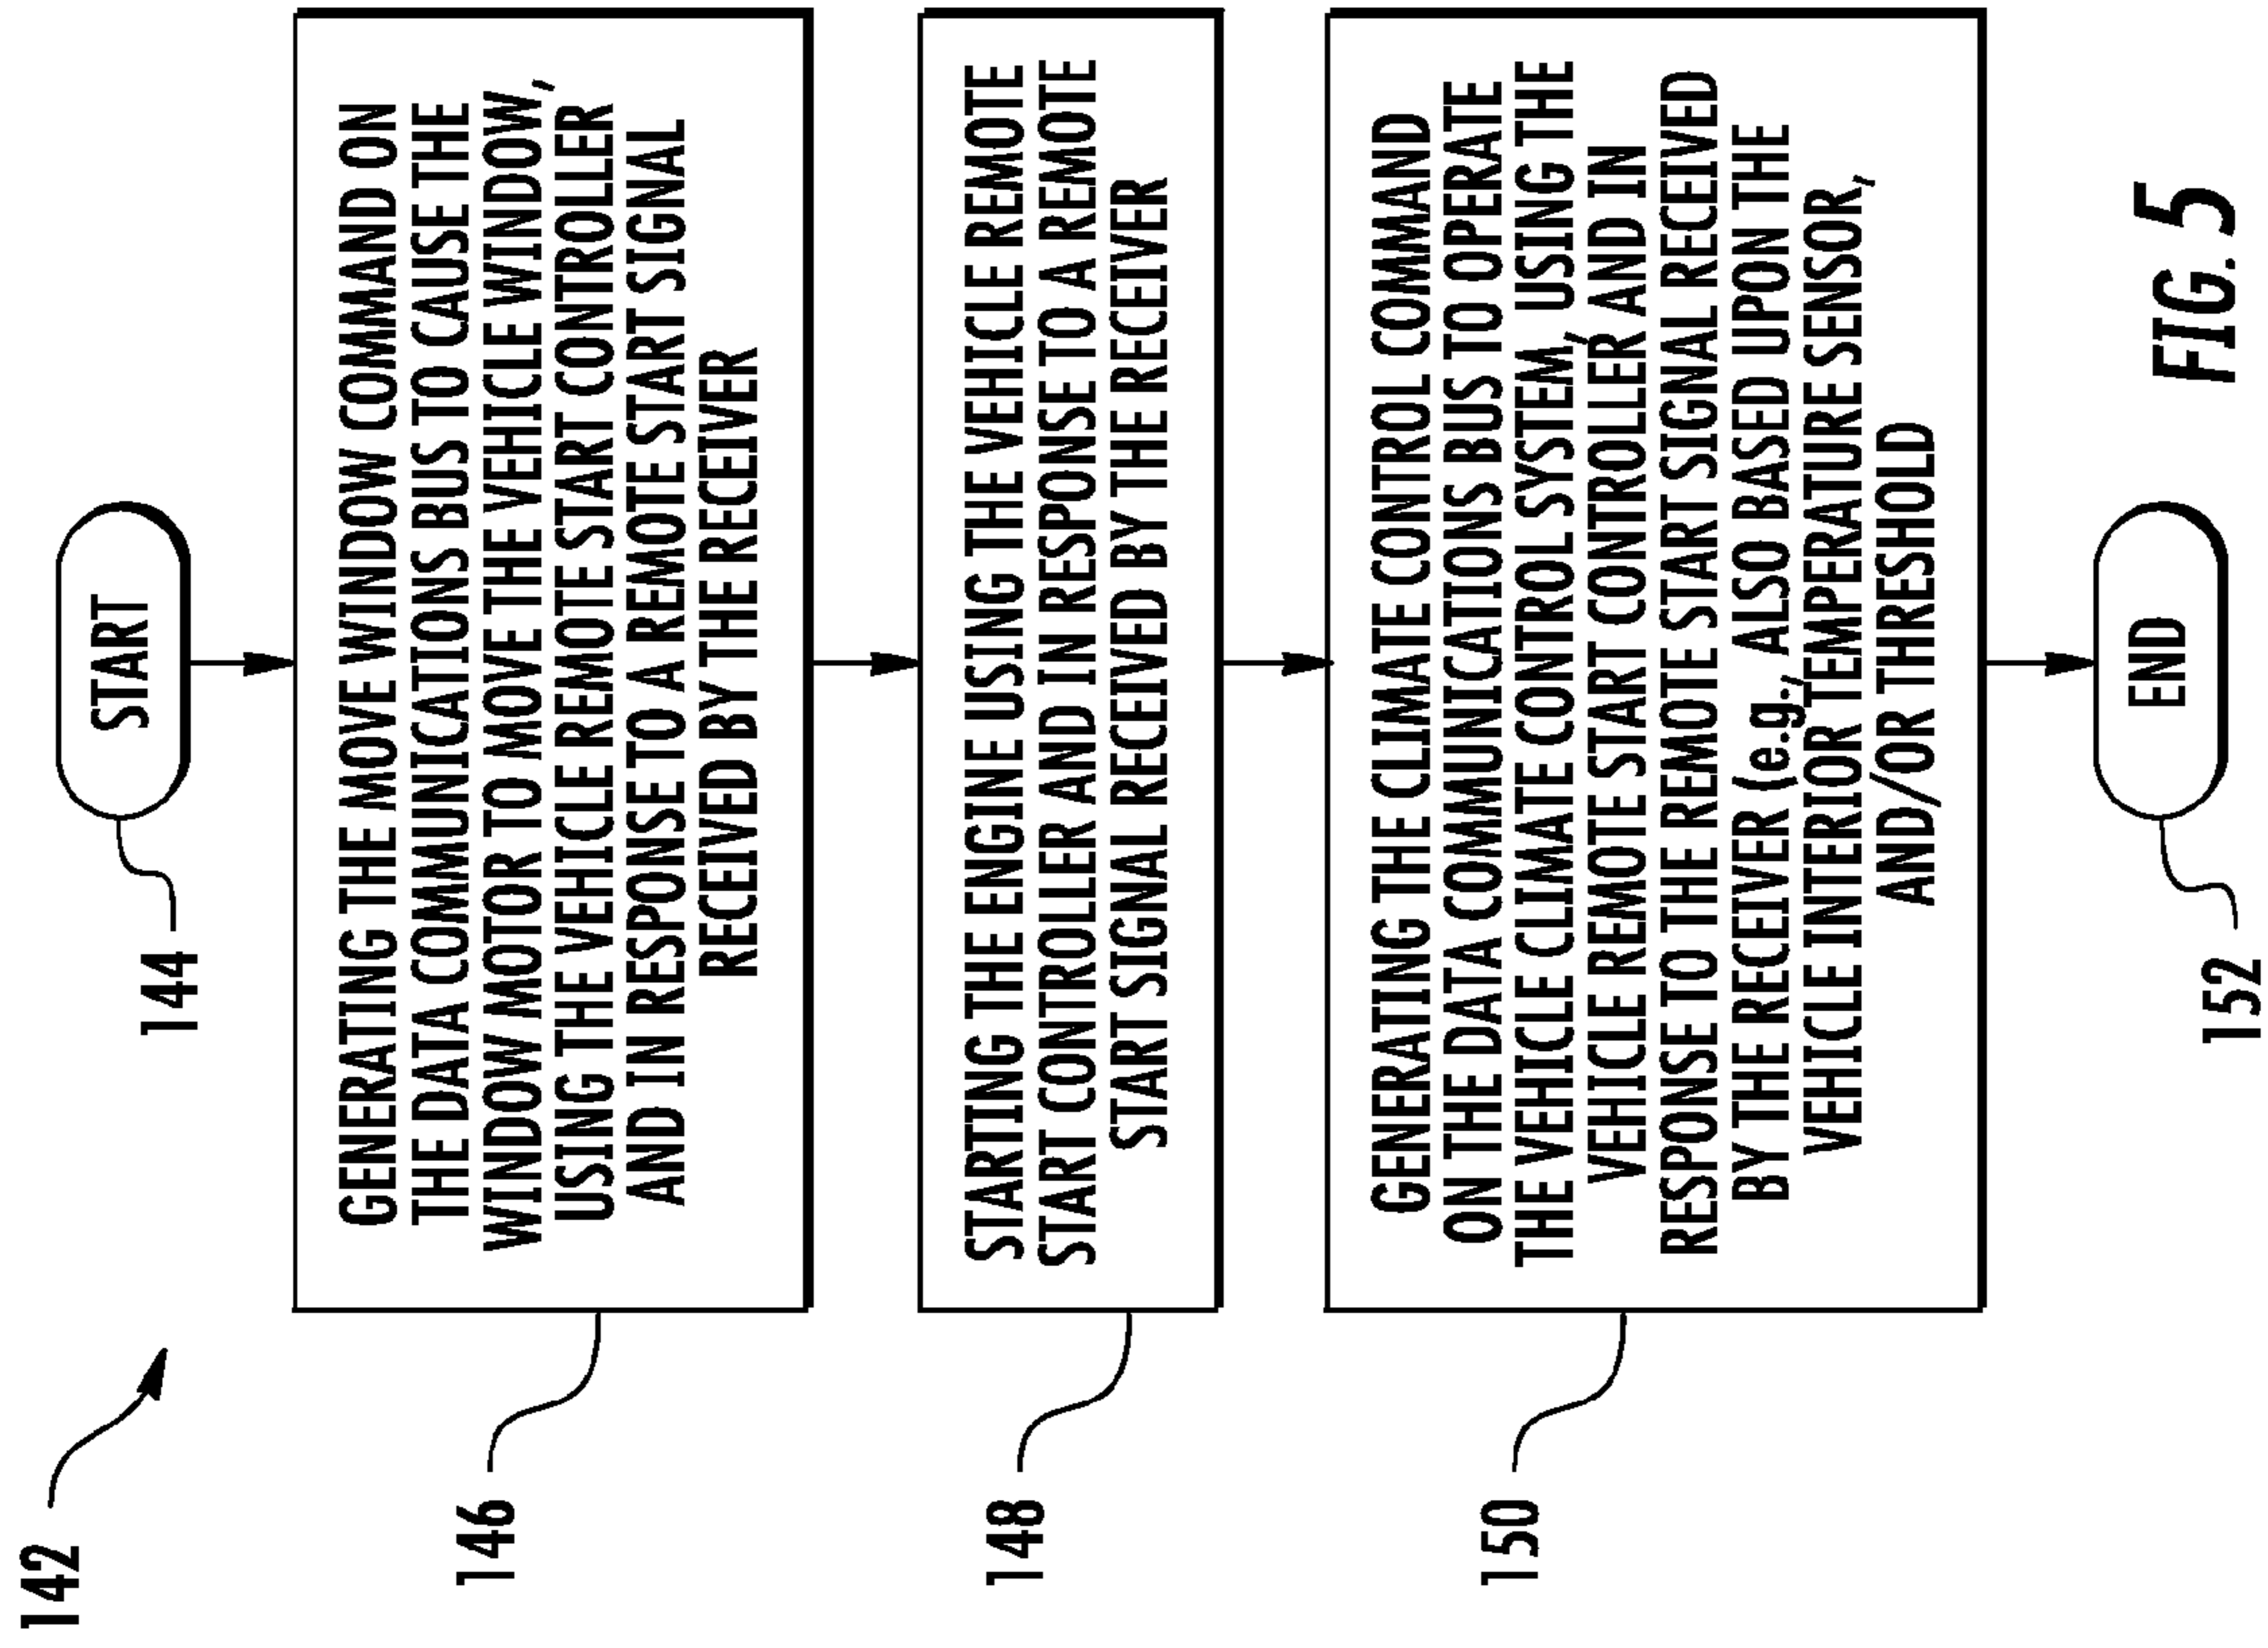 142
START
144
GENERATING THE MOVE WINDOW COMMAND ON
THE DATA COMMUNICATIONS BUS TO CAUSE THE
WINDOW MOTOR TO MOVE THE VEHICLE WINDOW,
USING THE VEHICLE REMOTE START CONTROLLER
AND IN RESPONSE TO A REMOTE START SIGNAL
RECEIVED BY THE RECEIVER
146
STARTING THE ENGINE USING THE VEHICLE REMOTE
START CONTROLLER AND IN RESPONSE TO A REMOTE
START SIGNAL RECEIVED BY THE RECEIVER
148
GENERATING THE CLIMATE CONTROL COMMAND
ON THE DATA COMMUNICATIONS BUS TO OPERATE
THE VEHICLE CLIMATE CONTROL SYSTEM, USING THE
VEHICLE REMOTE START CONTROLLER AND IN
RESPONSE TO THE REMOTE START SIGNAL RECEIVED
BY THE RECEIVER (e.g., ALSO BASED UPON THE
VEHICLE INTERIOR TEMPERATURE SENSOR,
AND/OR THRESHOLD
150
END
152
FIG. 5